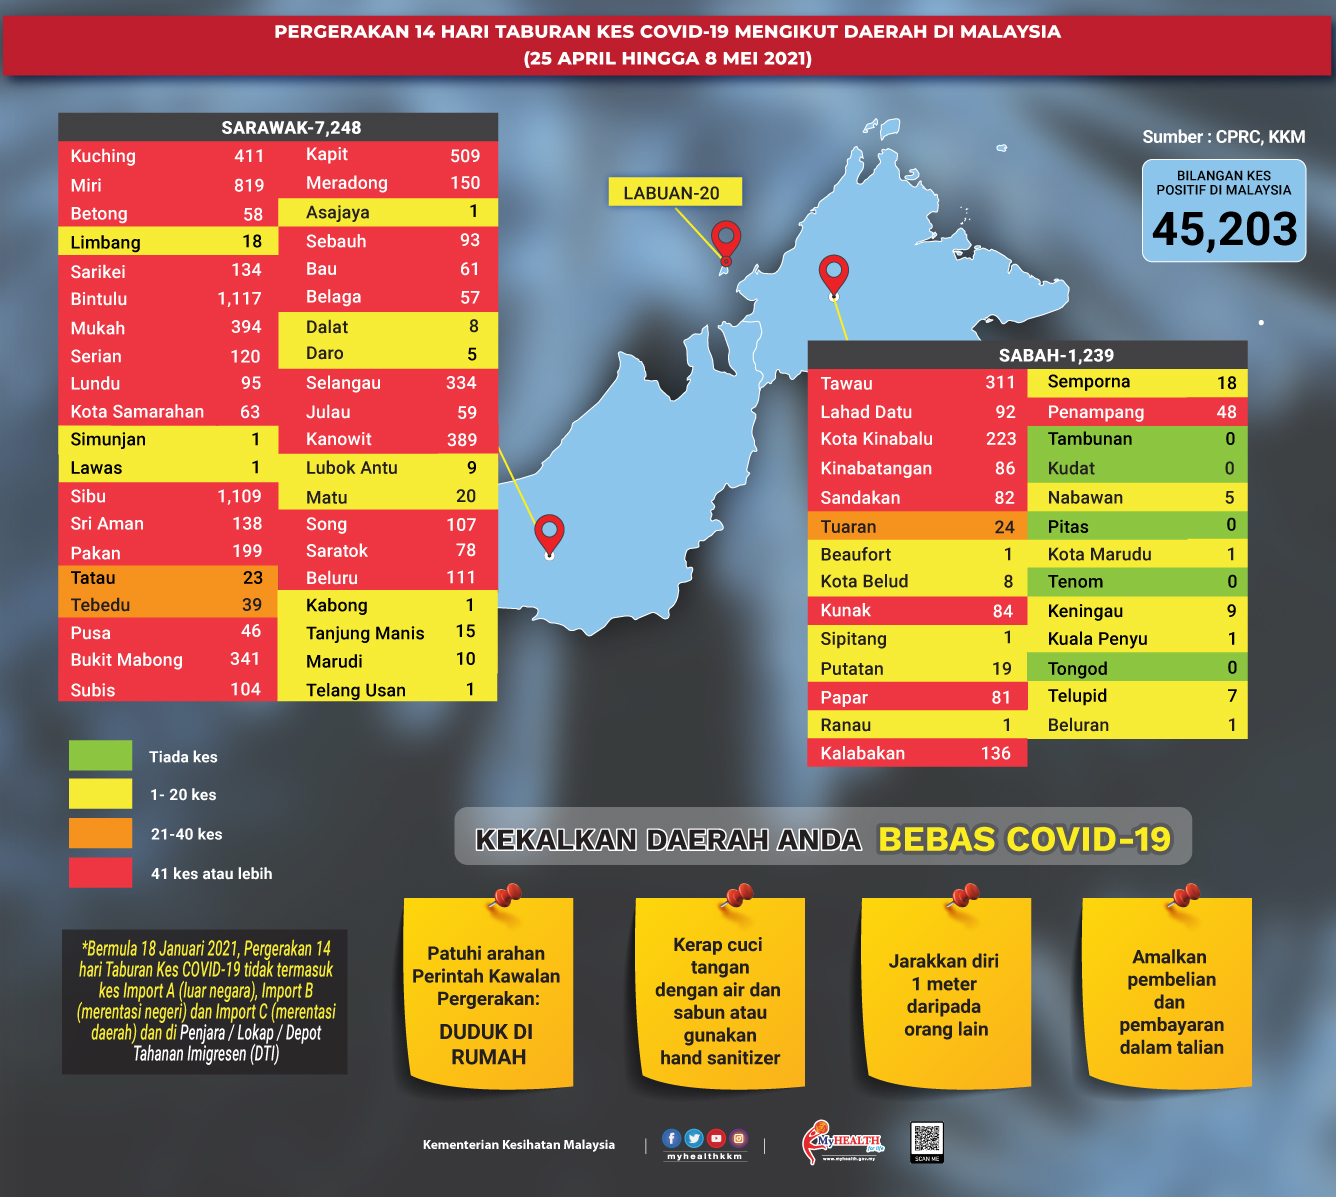 PERGERAKAN 14 HARI TABURAN KES COVID-19 MENGIKUT DAERAH DI MALAYSIA
(25 APRIL HINGGA 8 MEI 2021)
Sumber : CPRC, KKM
BILANGAN KES
POSITIF DI MALAYSIA
45,203
LABUAN-20
SARAWAK-7,248
Kuching 411
Miri 819
Betong 58
Limbang 18
Sarikei 134
Bintulu 1,117
Mukah 394
Serian 120
Lundu 95
Kota Samarahan 63
Simunjan 1
Lawas 1
Sibu 1,109
Sri Aman 138
Pakan 199
Tatau 23
Tebedu 39
Pusa 46
Bukit Mabong 341
Subis 104
Kapit 509
Meradong 150
Asajaya 1
Sebauh 93
Bau 61
Belaga 57
Dalat 8
Daro 5
Selangau 334
Julau 59
Kanowit 389
Lubok Antu 9
Matu 20
Song 107
Saratok 78
Beluru 111
Kabong 1
Tanjung Manis 15
Marudi 10
Telang Usan 1
SABAH-1,239
Tawau 311
Lahad Datu 92
Kota Kinabalu 223
Kinabatangan 86
Sandakan 82
Tuaran 24
Beaufort 1
Kota Belud 8
Kunak 84
Sipitang 1
Putatan 19
Papar 81
Ranau 1
Kalabakan 136
Semporna 18
Penampang 48
Tambunan 0
Kudat 0
Nabawan 5
Pitas 0
Kota Marudu 1
Tenom 0
Keningau 9
Kuala Penyu 1
Tongod 0
Telupid 7
Beluran 1
Tiada kes
1- 20 kes
21-40 kes
41 kes atau lebih
*Bermula 18 Januari 2021, Pergerakan 14
hari Taburan Kes COVID-19 tidak termasuk
kes Import A (luar negara), Import B
(merentasi negeri) dan Import C (merentasi
daerah) dan di Penjara / Lokap / Depot
Tahanan Imigresen (DTI)
KEKALKAN DAERAH ANDA BEBAS COVID-19
Patuhi arahan
Perintah Kawalan
Pergerakan:
DUDUK DI
RUMAH
Kerap cuci
tangan
dengan air dan
sabun atau
gunakan
hand sanitizer
Jarakkan diri
1 meter
daripada
orang lain
Amalkan
pembelian
dan
pembayaran
dalam talian
Kementerian Kesihatan Malaysia
myhealthkkm
MyHEALTH
for life
www.myhealth.gov.my
SCAN ME